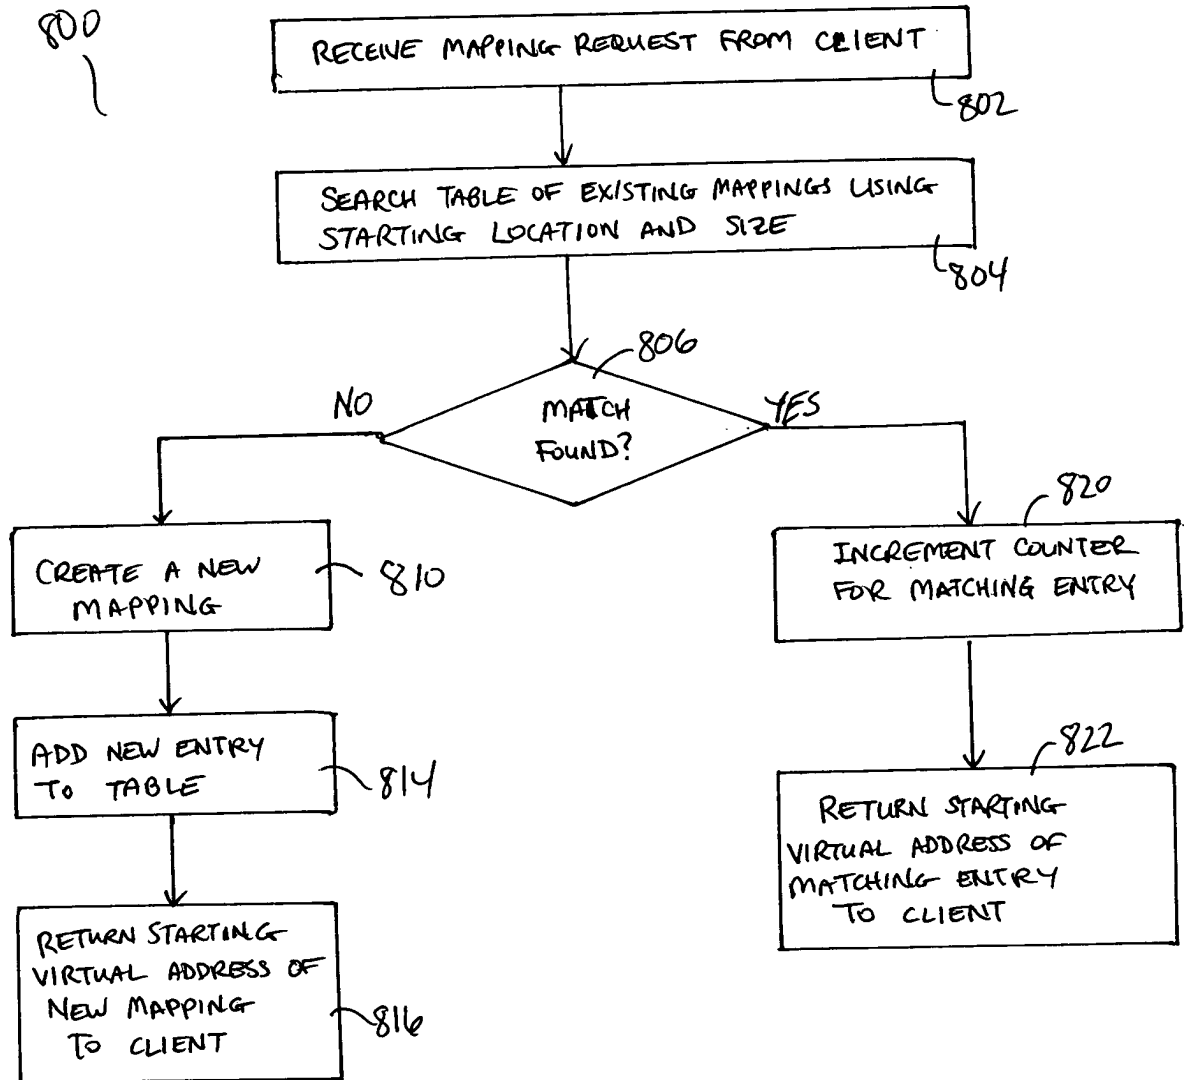 800
RECEIVE MAPPING REQUEST FROM CLIENT
802
SEARCH TABLE OF EXISTING MAPPINGS USING
STARTING LOCATION AND SIZE
804
806
MATCH
FOUND?
NO
YES
CREATE A NEW
MAPPING
810
ADD NEW ENTRY
TO TABLE
814
RETURN STARTING
VIRTUAL ADDRESS OF
NEW MAPPING
TO CLIENT
816
820
INCREMENT COUNTER
FOR MATCHING ENTRY
822
RETURN STARTING
VIRTUAL ADDRESS OF
MATCHING ENTRY
TO CLIENT